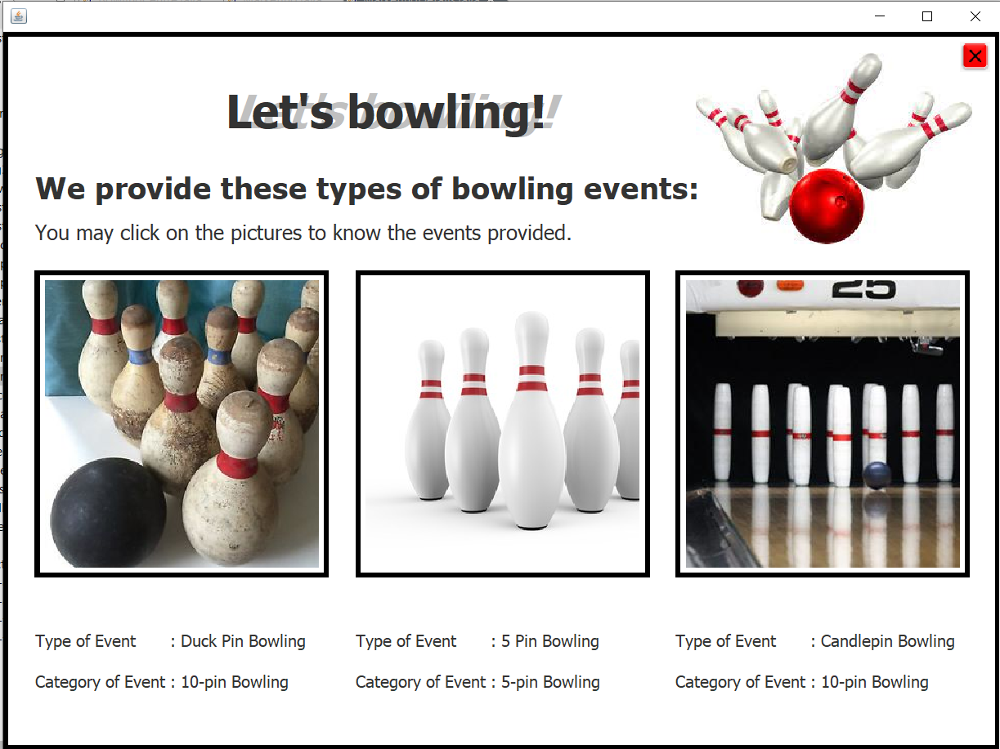 Let's bowling!
We provide these types of bowling events:
You may click on the pictures to know the events provided.
25
Type of Event : Duck Pin Bowling
Category of Event : 10-pin Bowling
Type of Event : 5 Pin Bowling
Category of Event : 5-pin Bowling
Type of Event : Candlepin Bowling
Category of Event : 10-pin Bowling